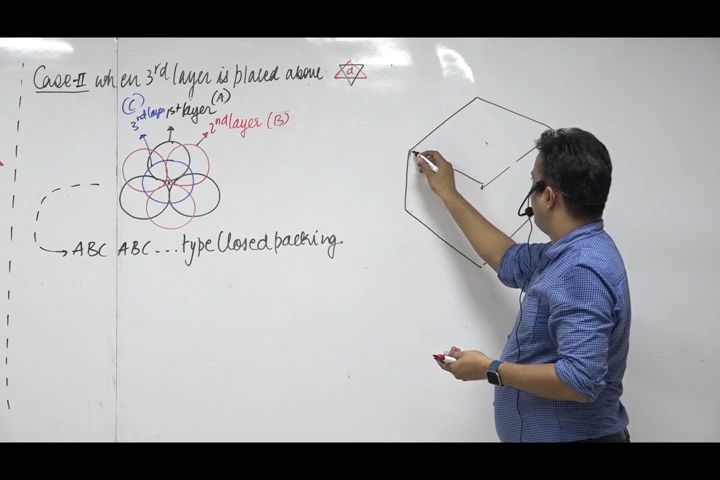 Case-II when 3rd layer is placed above a
(C) 3rd layer 1st layer (A)
2nd layer (B)
a
ABC ABC ... type Closed packing